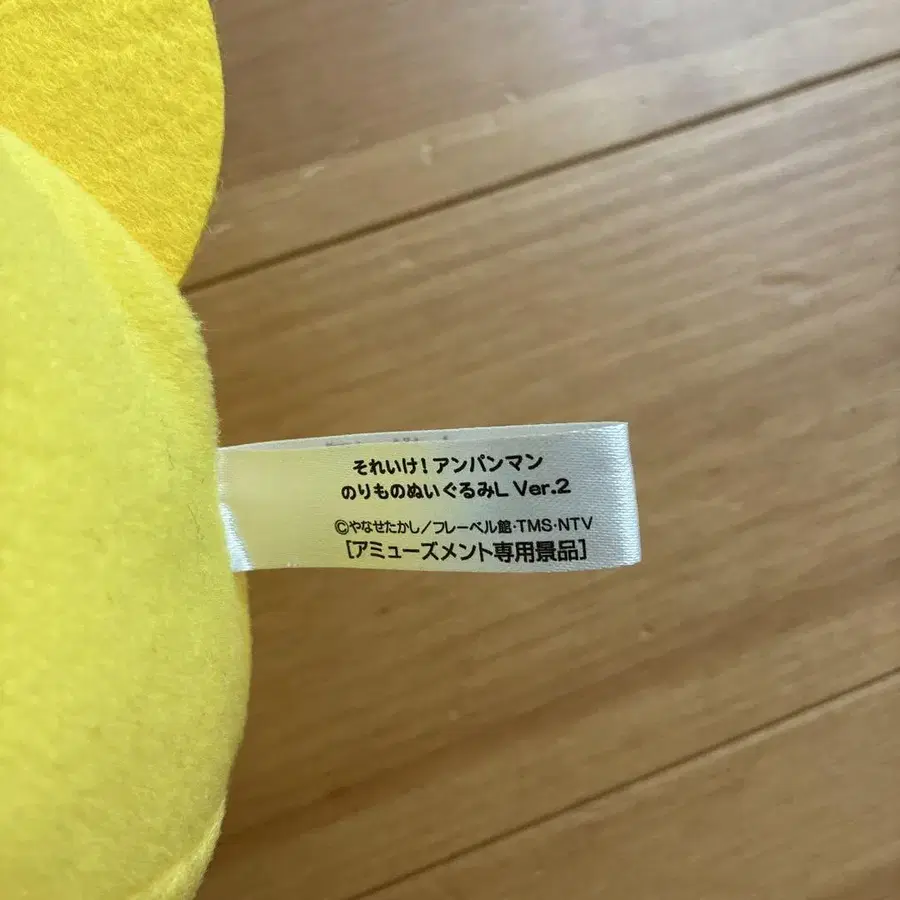 それいけ!アンパンマン
のりものぬいぐるみL Ver.2
©やなせたかし/フレーベル館・TMS・NTV
[アミューズメント専用景品]